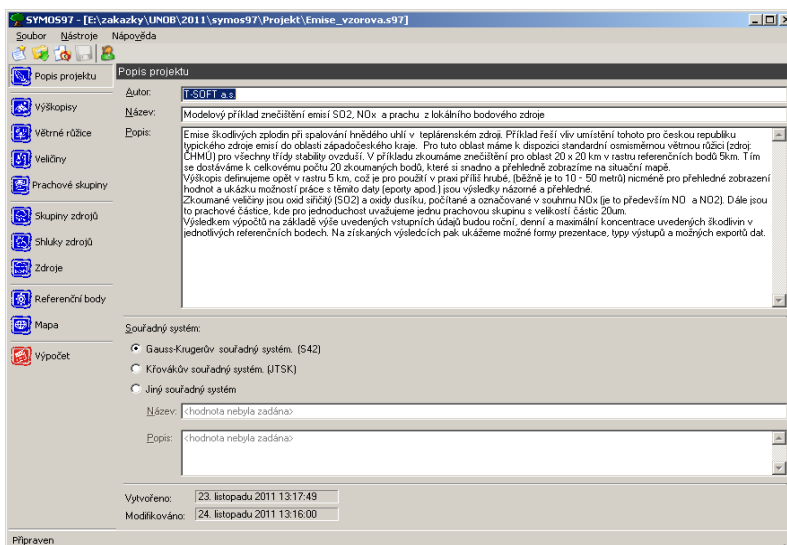 SYMOS97 - [E:\zakazky\UNOB\2011\symos97\Projekt\Emise_vzorova.s97]
Soubor Nástroje Nápověda
Popis projektu
Výškopisy
Větrné růžice
Veličiny
Prachové skupiny
Skupiny zdrojů
Shluky zdrojů
Zdroje
Referenční body
Mapa
Výpočet
Popis projektu
Autor: T-SOFT a.s.
Název: Modelový příklad znečištění emisí SO2, NOx a prachu z lokálního bodového zdroje
Popis: Emise škodlivých zplodin při spalování hnědého uhlí v teplárenském zdroji. Příklad řeší vliv umístění tohoto pro českou republiku
typického zdroje emisí do oblasti západočeského kraje. Pro tuto oblast máme k dispozici standardní osmisměrnou větrnou růžici (zdroj:
ČHMÚ) pro všechny třídy stability ovzduší. V příkladu zkoumáme znečištění pro oblast 20 x 20 km v rastru referenčních bodů 5km. Tím
se dostáváme k celkovému počtu 20 zkoumaných bodů, které si snadno a přehledně zobrazíme na situační mapě.
Výškopis definujeme opět v rastru 5 km, což je pro použití v praxi příliš hrubé, (běžně je to 10 - 50 metrů) nicméně pro přehledné zobrazení
hodnot a ukázku možností práce s těmito daty (eporty apod.) jsou výsledky názorné a přehledné.
Zkoumané veličiny jsou oxid siřičitý (SO2) a oxidy dusíku, počítané a označované v souhrnu NOx (je to především NO a NO2). Dále jsou
to prachové částice, kde pro jednoduchost uvažujeme jednu prachovou skupinu s velikostí částic 20um.
Výsledkem výpočtů na základě výše uvedených vstupních údajů budou roční, denní a maximální koncentrace uvedených škodlivin v
jednotlivých referenčních bodech. Na získaných výsledcích pak ukážeme možné formy prezentace, typy výstupů a možných exportů dat.
Souřadný systém:
Gauss-Krugerův souřadný systém. (S42)
Křovákův souřadný systém. (JTSK)
Jiný souřadný systém
Název: <hodnota nebyla zadána>
Popis: <hodnota nebyla zadána>
Vytvořeno: 23. listopadu 2011 13:17:49
Modifikováno: 24. listopadu 2011 13:16:00
Připraven